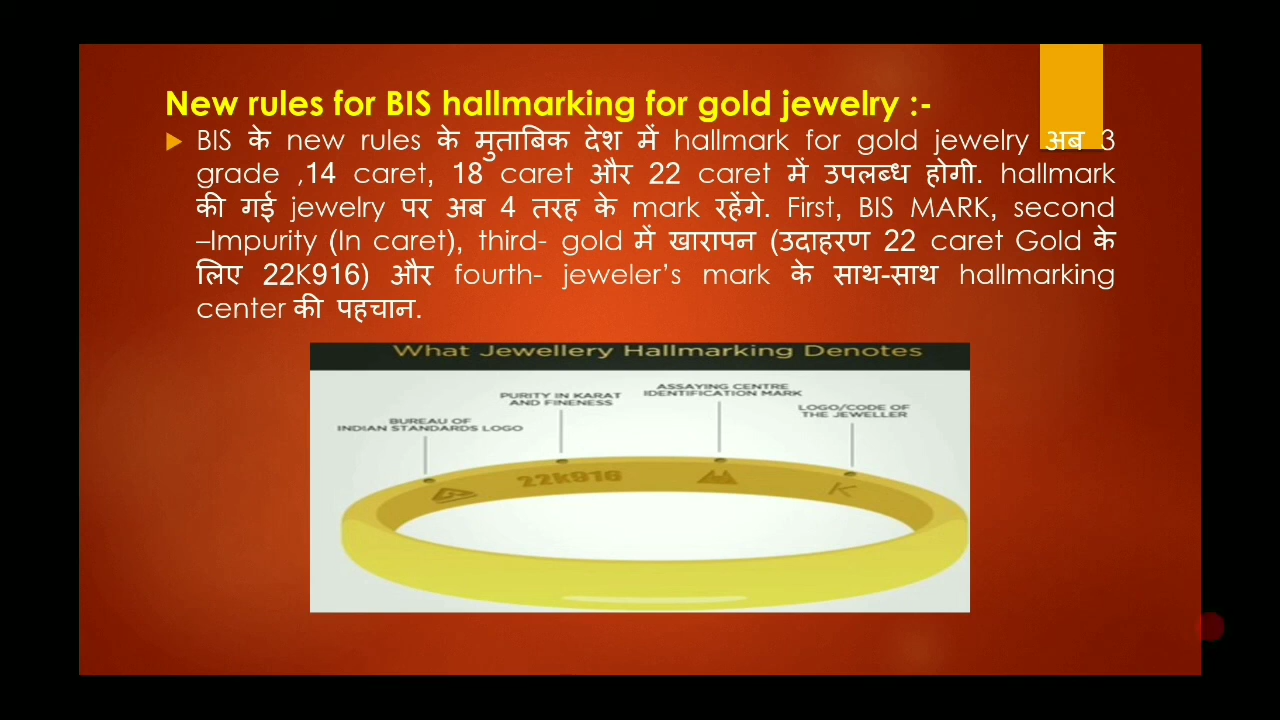 New rules for BIS hallmarking for gold jewelry :-
BIS के new rules के मुताबिक देश में hallmark for gold jewelry अब 3
grade ,14 caret, 18 caret और 22 caret में उपलब्ध होगी. hallmark
की गई jewelry पर अब 4 तरह के mark रहेंगे. First, BIS MARK, second
–Impurity (In caret), third- gold में खारापन (उदाहरण 22 caret Gold के
लिए 22K916) और fourth- jeweler's mark के साथ-साथ hallmarking
center की पहचान.
What Jewellery Hallmarking Denotes
BUREAU OF
INDIAN STANDARDS LOGO
PURITY IN KARAT
AND FINENESS
ASSAYING CENTRE
IDENTIFICATION MARK
LOGO/CODE OF
THE JEWELLER
22K916
K